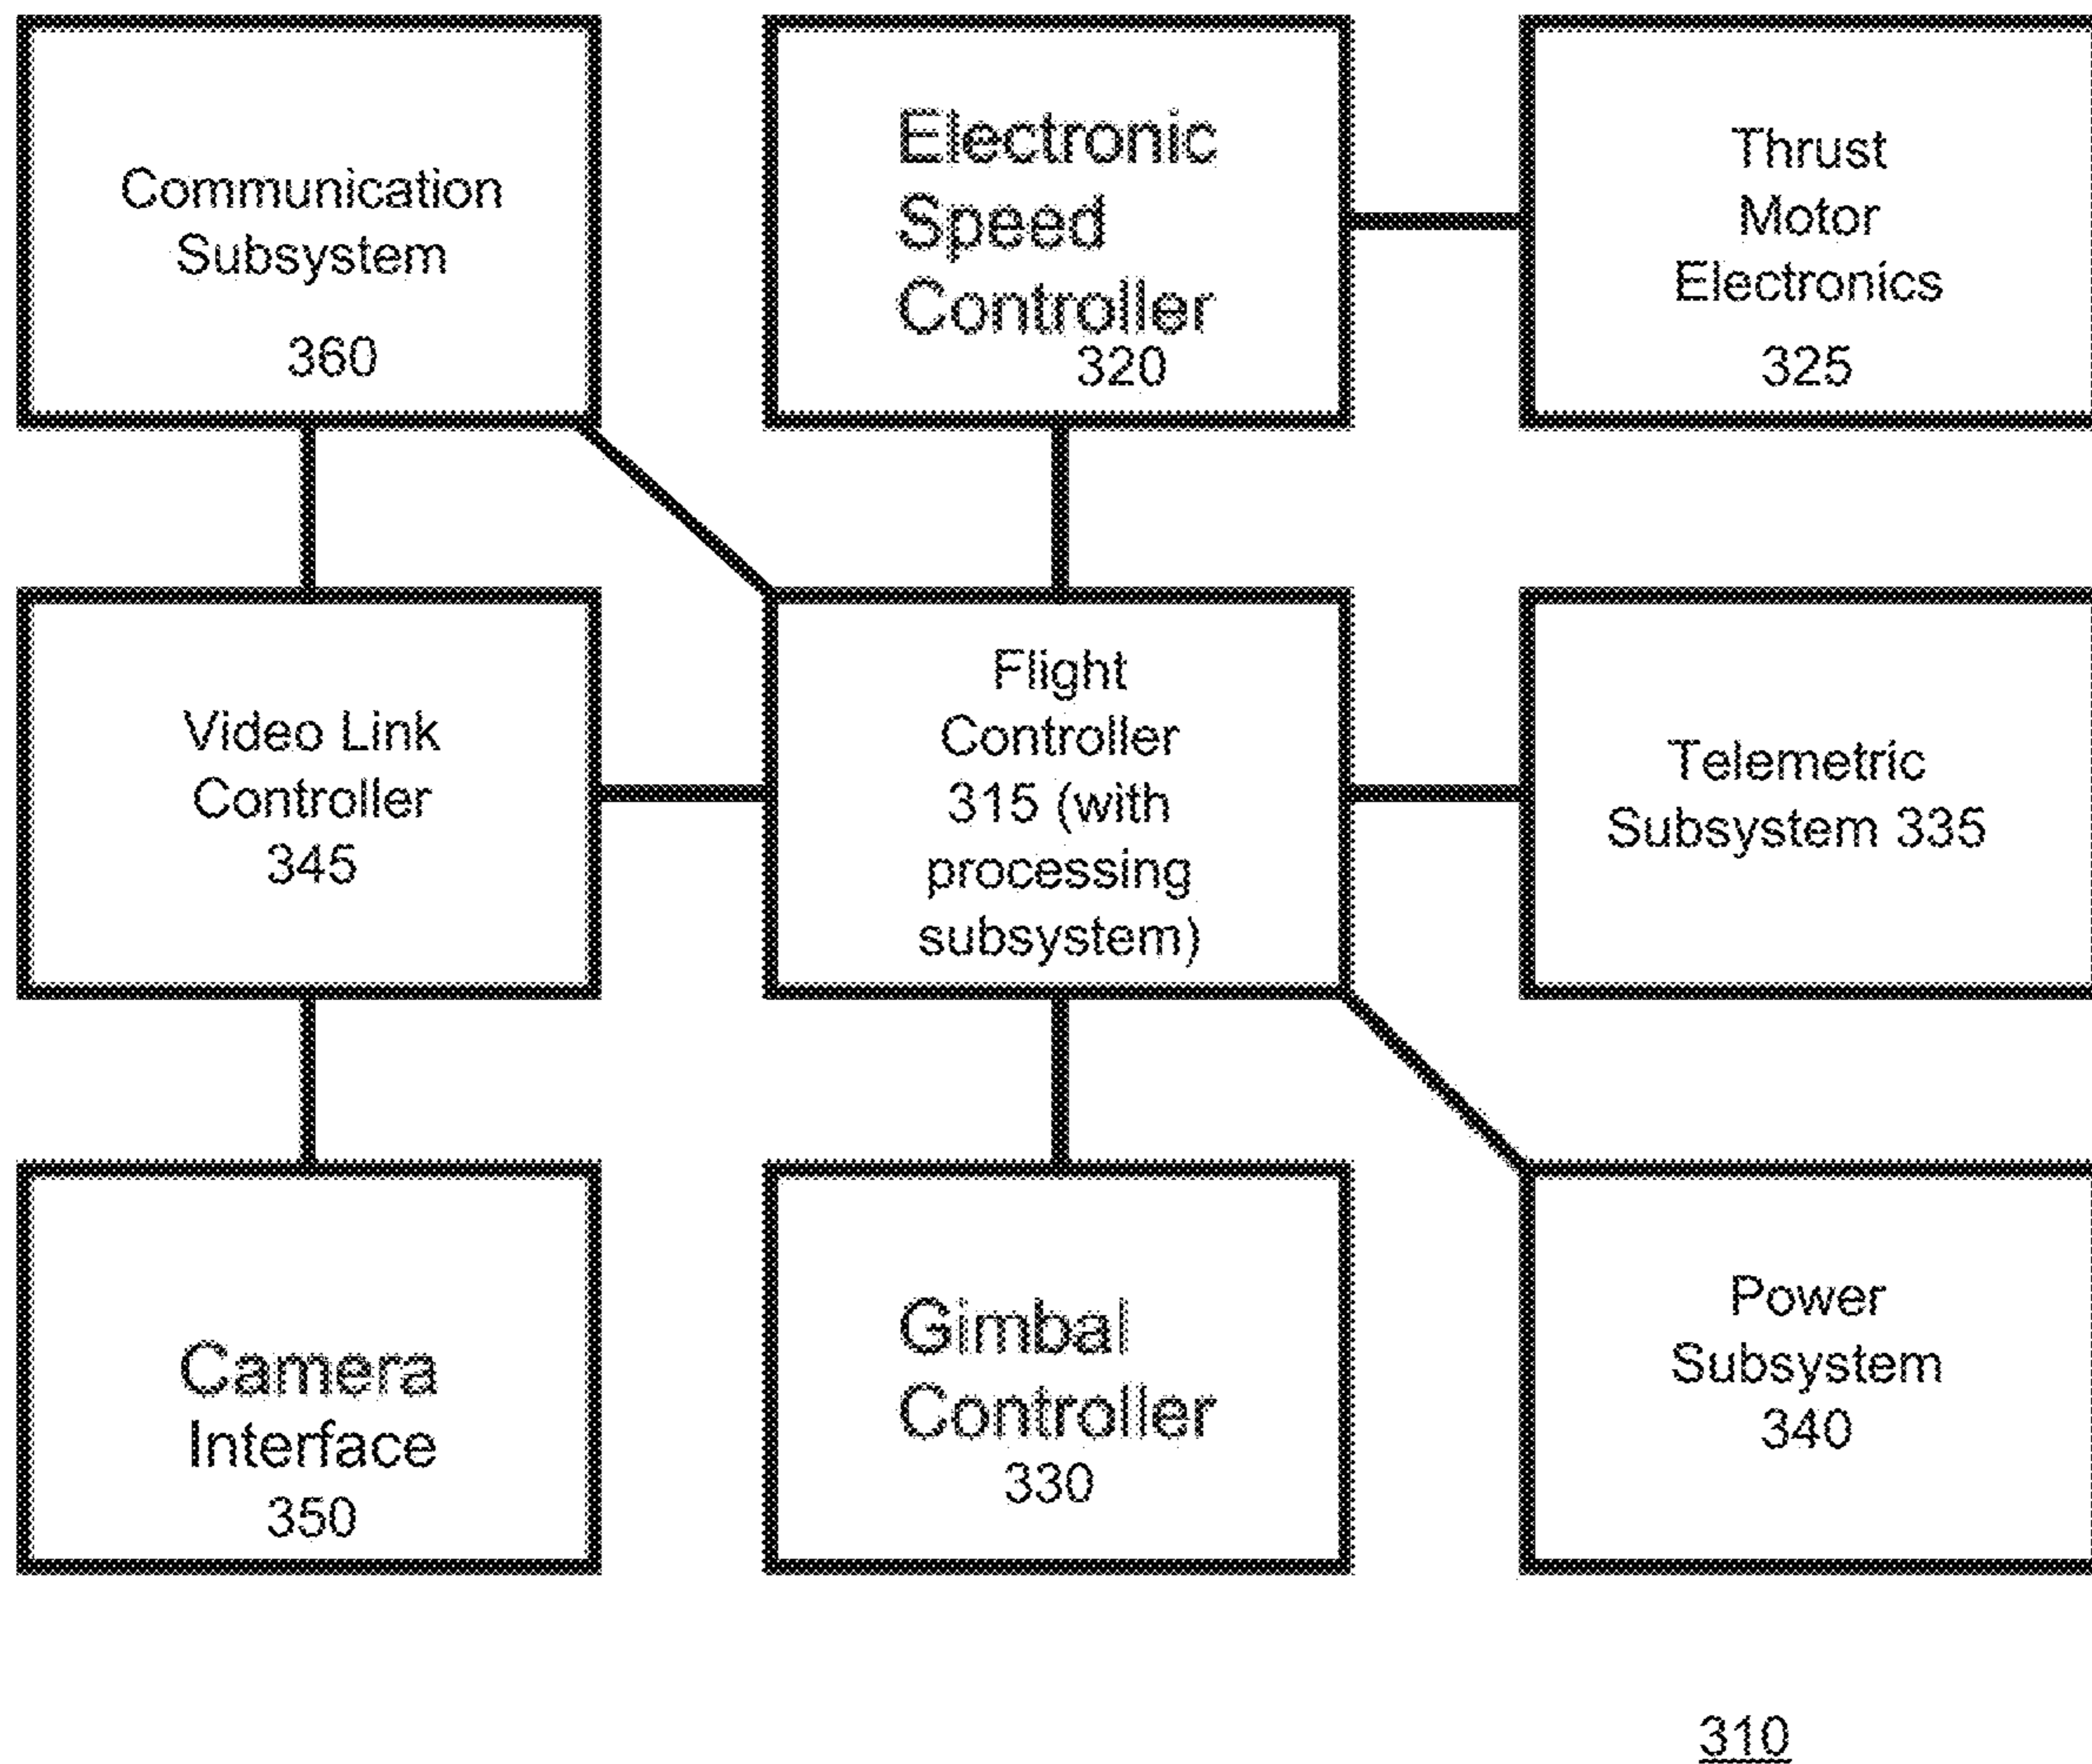 Communication
Subsystem
360
Electronic
Speed
Controller
320
Thrust
Motor
Electronics
325
Video Link
Controller
345
Flight
Controller
315 (with
processing
subsystem)
Telemetric
Subsystem 335
Camera
Interface
350
Gimbal
Controller
330
Power
Subsystem
340
310